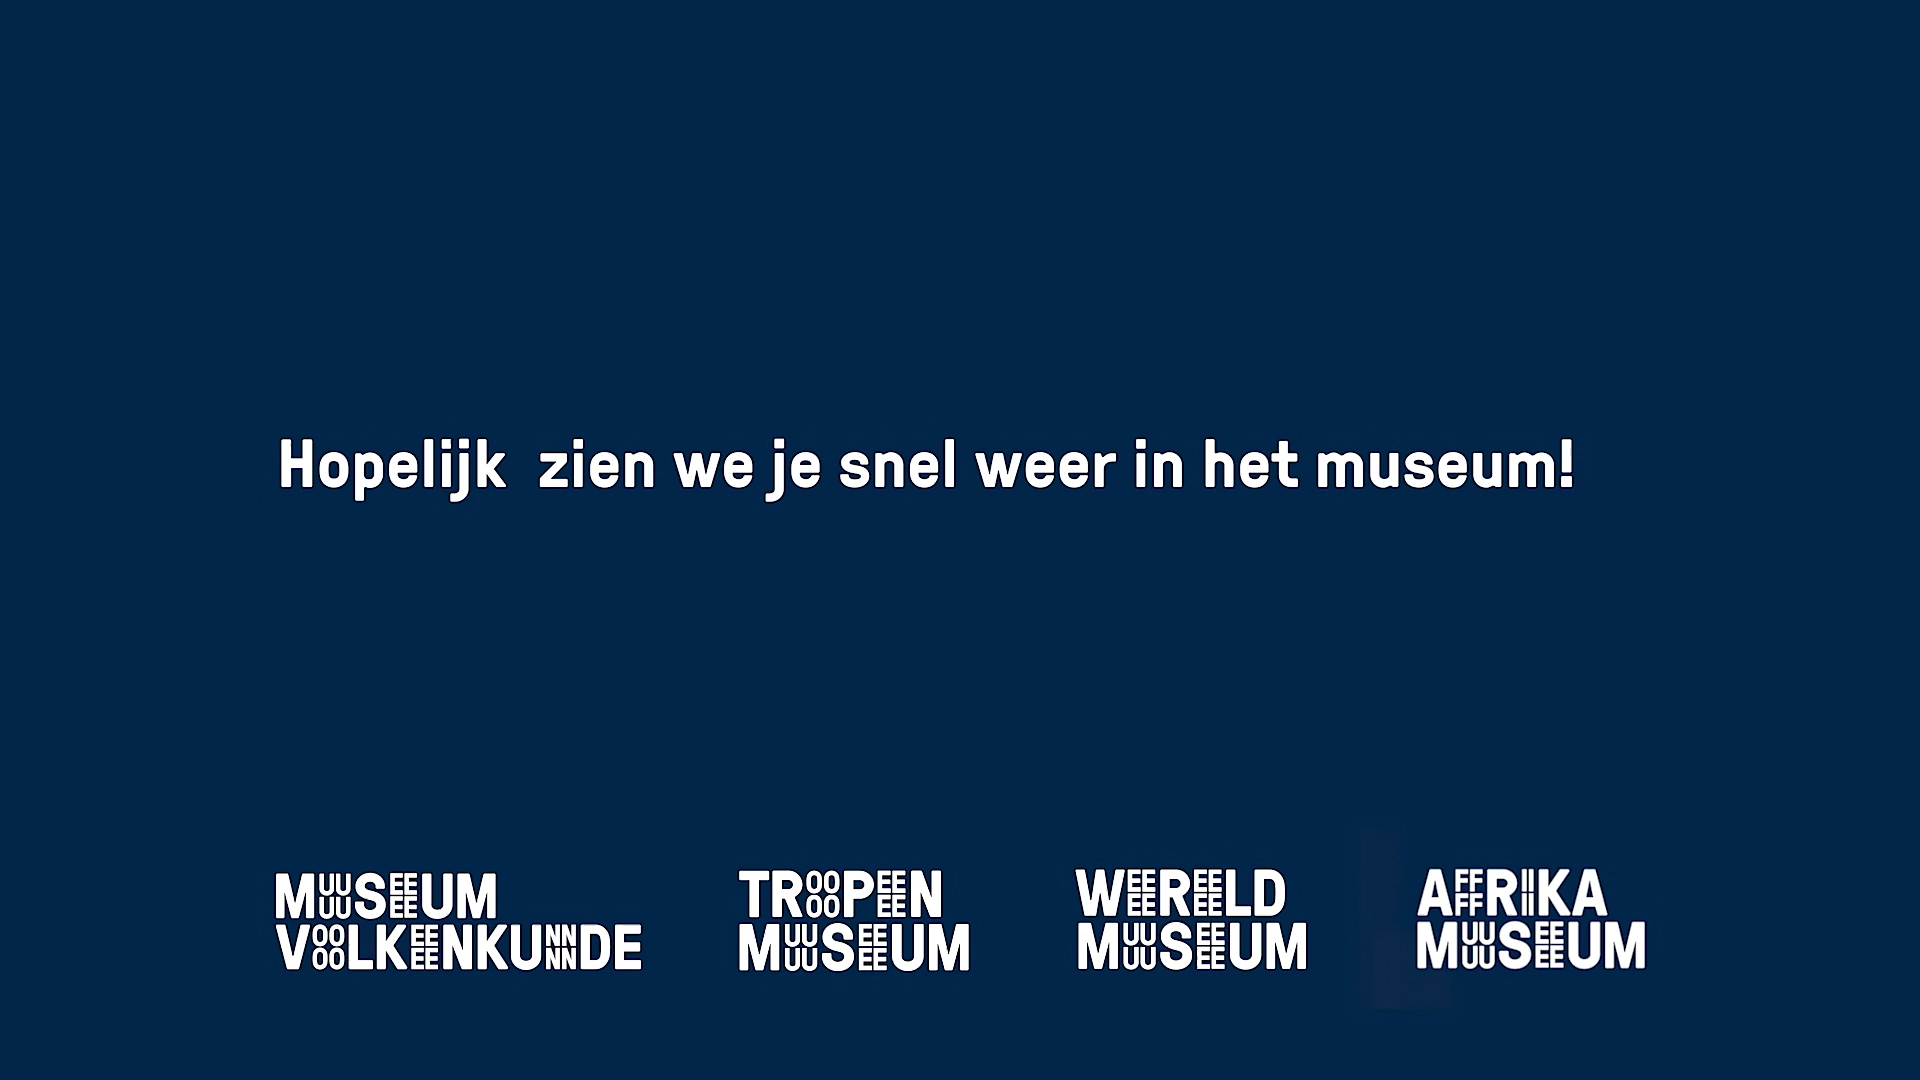 Hopelijk  zien we je snel weer in het museum!
MUSEUM
VOLKENKUNDE
TROPEN
MUSEUM
WERELD
MUSEUM
AFRIKA
MUSEUM